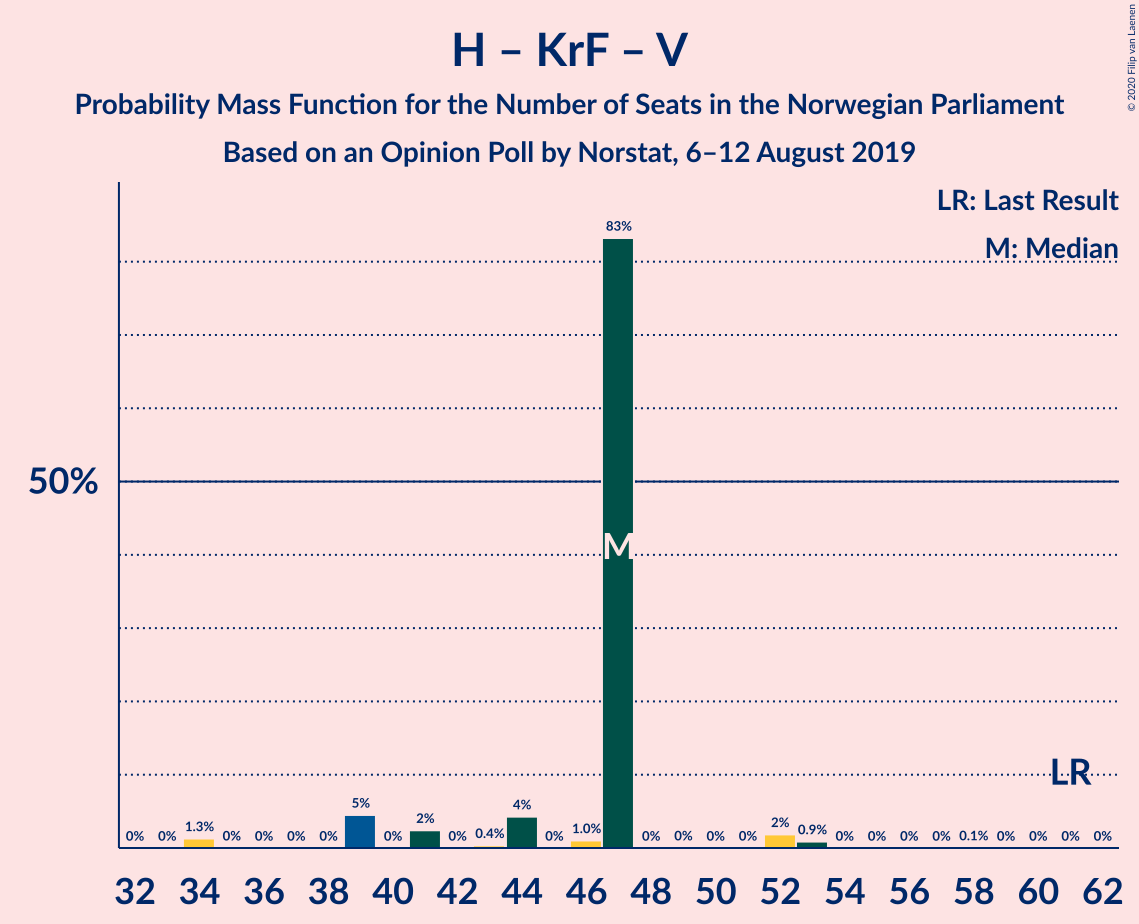 © 2020 Filip van Laenen
H – KrF – V
Probability Mass Function for the Number of Seats in the Norwegian Parliament
Based on an Opinion Poll by Norstat, 6–12 August 2019
LR: Last Result
M: Median
83%
50%
M
LR
0% 0% 1.3% 0% 0% 0% 0% 5% 0% 2% 0% 0.4% 4% 0% 1.0% 0% 0% 0% 0% 2% 0.9% 0% 0% 0% 0% 0.1% 0% 0% 0% 0%
32 34 36 38 40 42 44 46 48 50 52 54 56 58 60 62